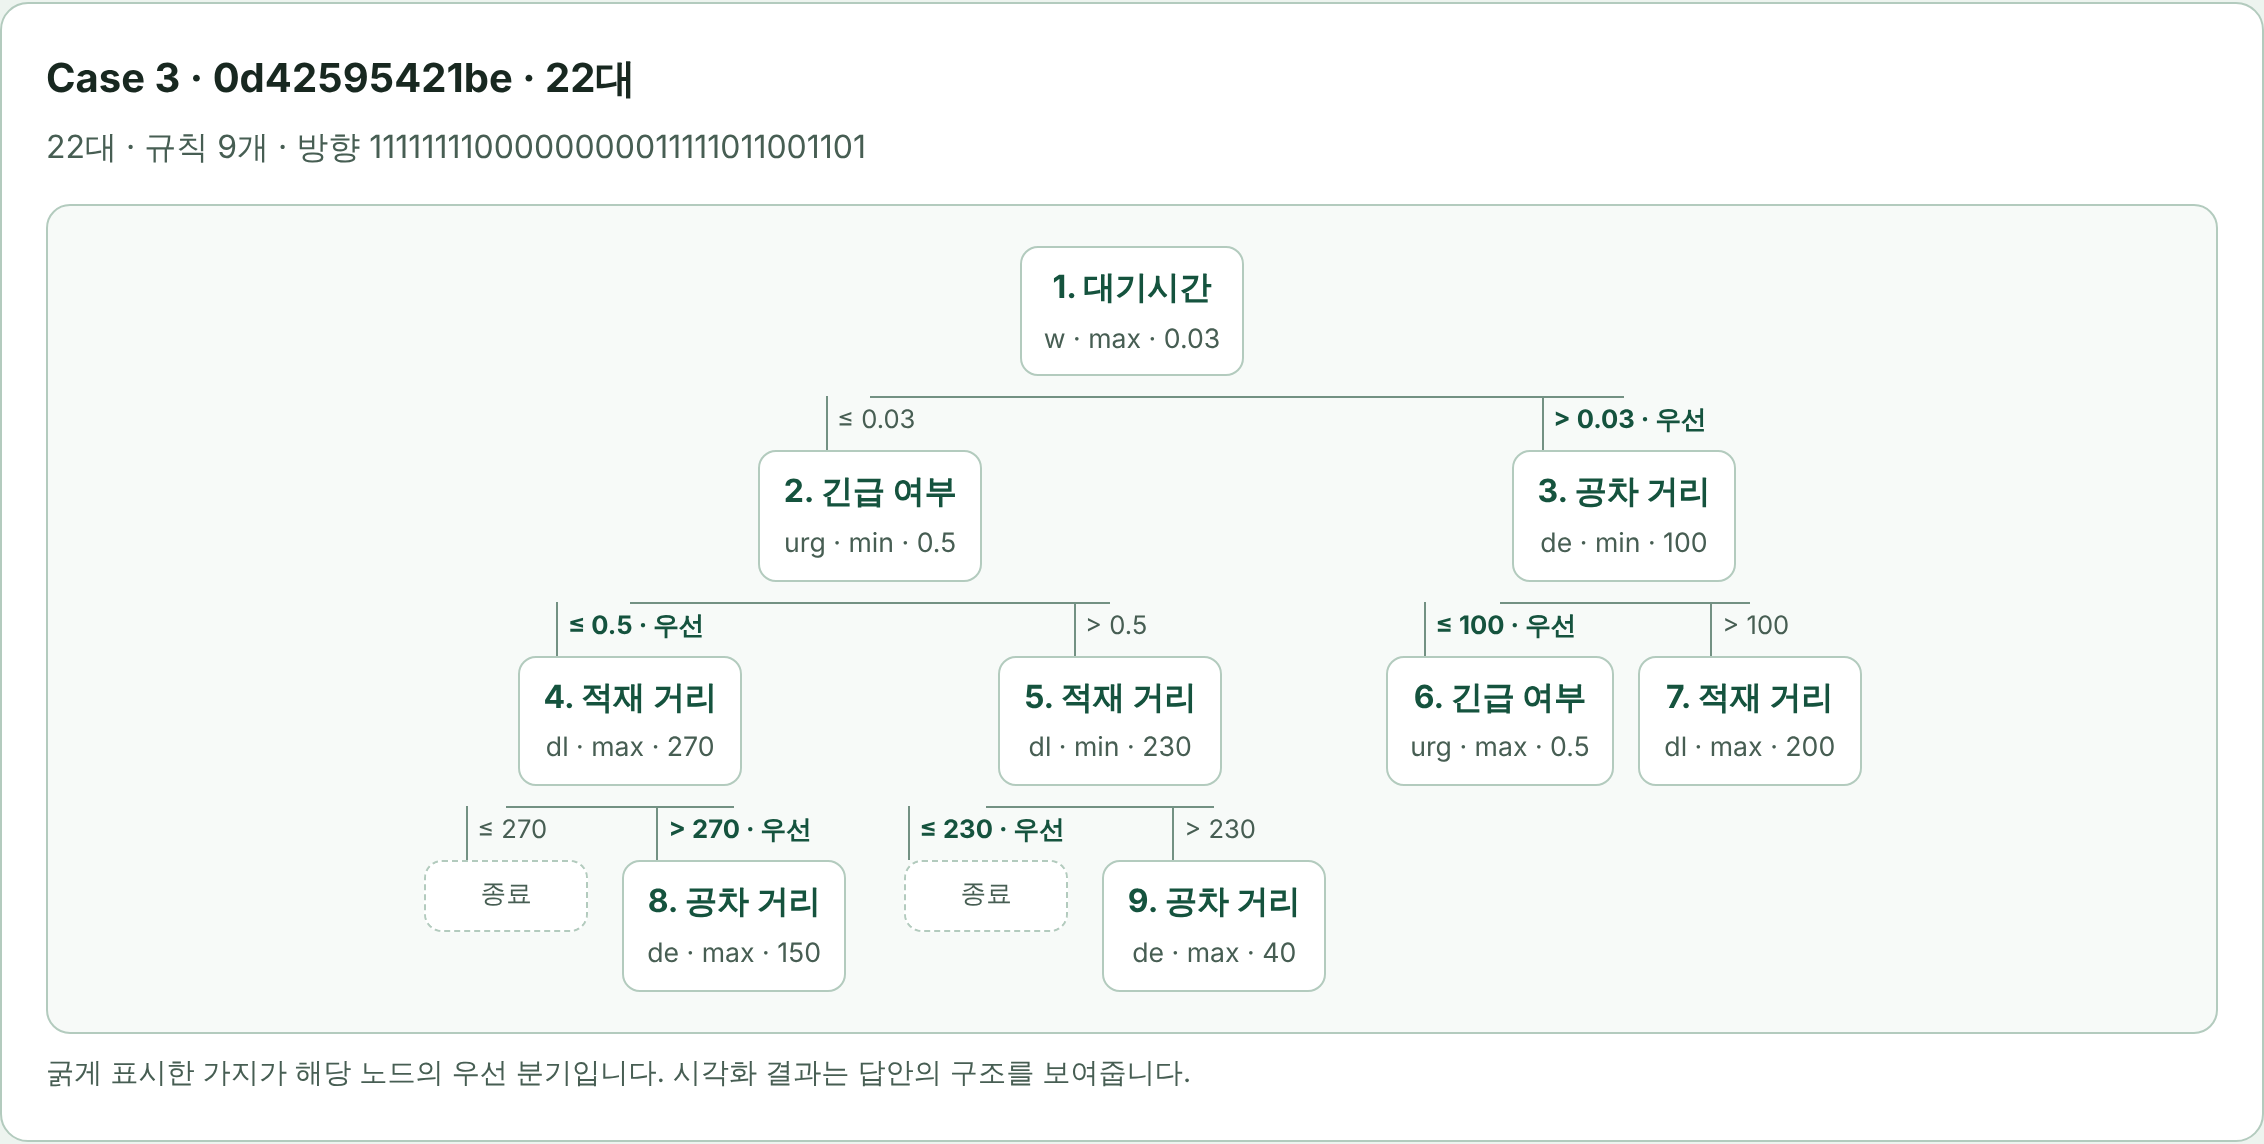 Case 3 · 0d42595421be · 22대
22대 · 규칙 9개 · 방향 11111111000000000011111011001101
1. 대기시간
w · max · 0.03
≤ 0.03
> 0.03 · 우선
2. 긴급 여부
urg · min · 0.5
3. 공차 거리
de · min · 100
≤ 0.5 · 우선
> 0.5
≤ 100 · 우선
> 100
4. 적재 거리
dl · max · 270
5. 적재 거리
dl · min · 230
6. 긴급 여부
urg · max · 0.5
7. 적재 거리
dl · max · 200
≤ 270
> 270 · 우선
≤ 230 · 우선
> 230
종료
8. 공차 거리
de · max · 150
종료
9. 공차 거리
de · max · 40
굵게 표시한 가지가 해당 노드의 우선 분기입니다. 시각화 결과는 답안의 구조를 보여줍니다.